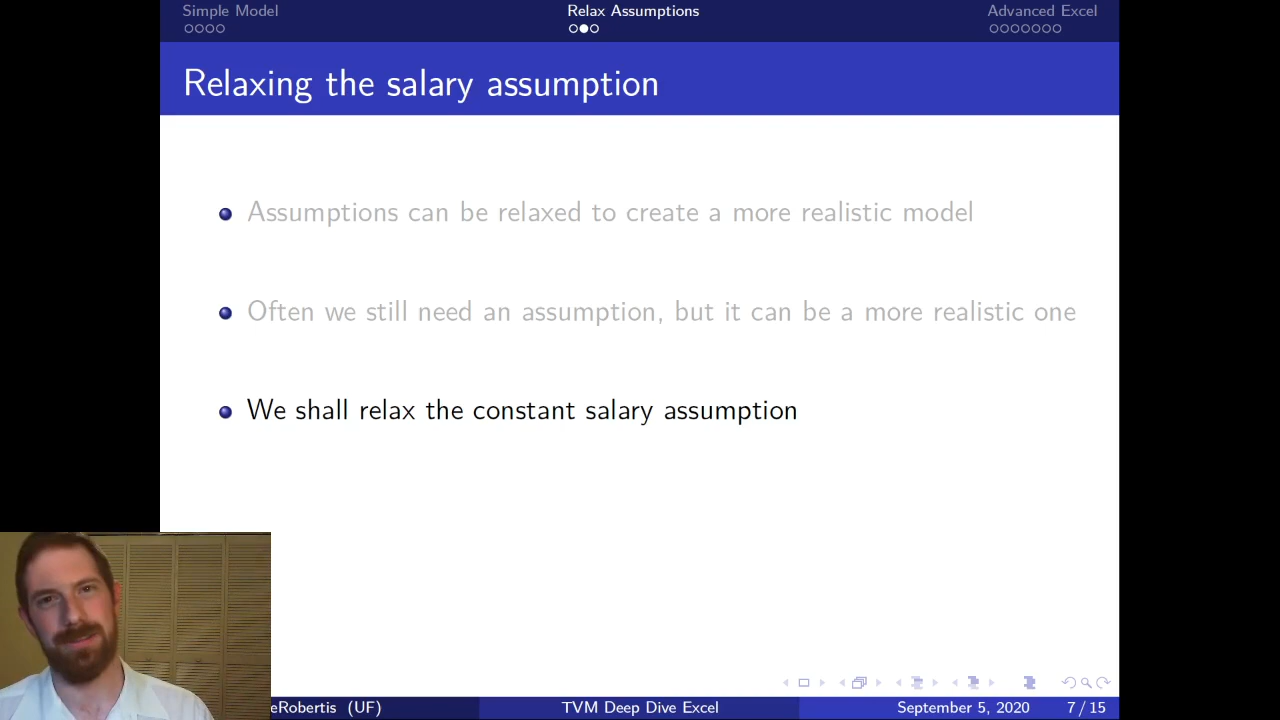 Simple Model
Relax Assumptions
Advanced Excel
Relaxing the salary assumption
Assumptions can be relaxed to create a more realistic model
Often we still need an assumption, but it can be a more realistic one
We shall relax the constant salary assumption
eRobertis (UF)
TVM Deep Dive Excel
September 5, 2020
7 / 15